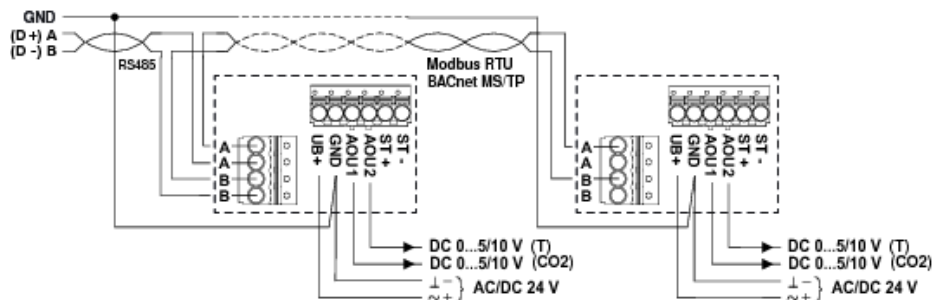 GND
(D+) A
(D-) B
RS485
Modbus RTU
BACnet MS/TP
UB+ GND AOU1 AOU2 ST+ ST-
UB+ GND AOU1 AOU2 ST+ ST-
A
A
B
B
A
A
B
B
DC 0...5/10 V (T)
DC 0...5/10 V (CO2)
⊥ -
≂ +
} AC/DC 24 V
DC 0...5/10 V (T)
DC 0...5/10 V (CO2)
⊥ -
≂ +
} AC/DC 24 V